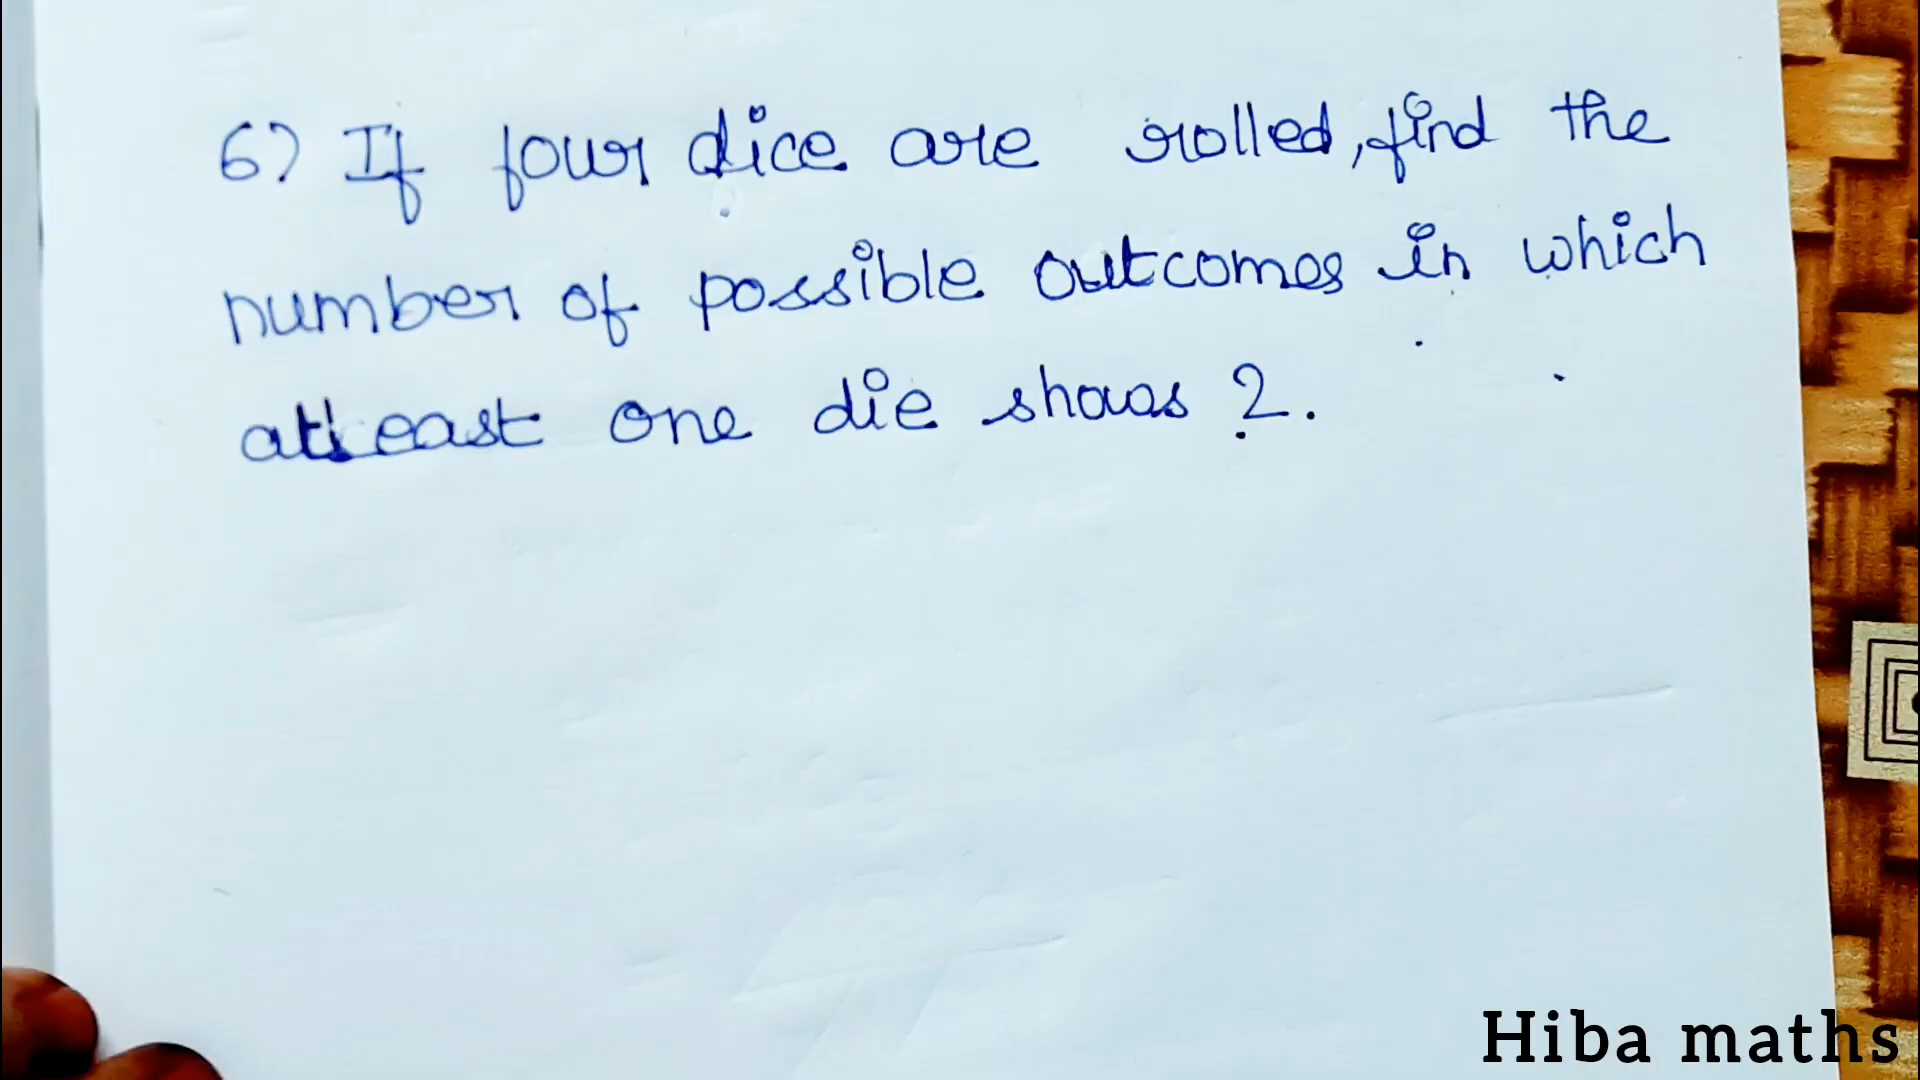 6) If four dice are rolled, find the
number of possible outcomes in which
atleast one die shows 2.
Hiba maths